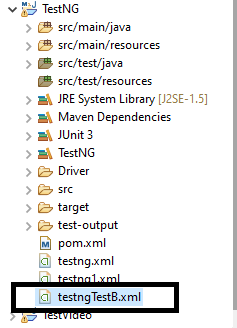 TestNG
src/main/java
src/main/resources
src/test/java
src/test/resources
JRE System Library [J2SE-1.5]
Maven Dependencies
JUnit 3
TestNG
Driver
src
target
test-output
pom.xml
testng.xml
testng1.xml
testngTestB.xml
TestVideo